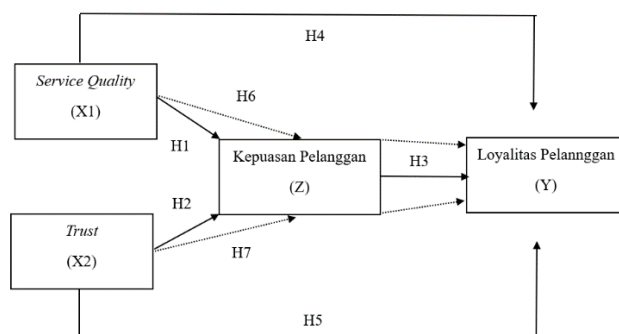 H4
Service Quality
(X1)
H6
H1
Kepuasan Pelanggan
(Z)
H3
Loyalitas Pelannggan
(Y)
H2
Trust
(X2)
H7
H5